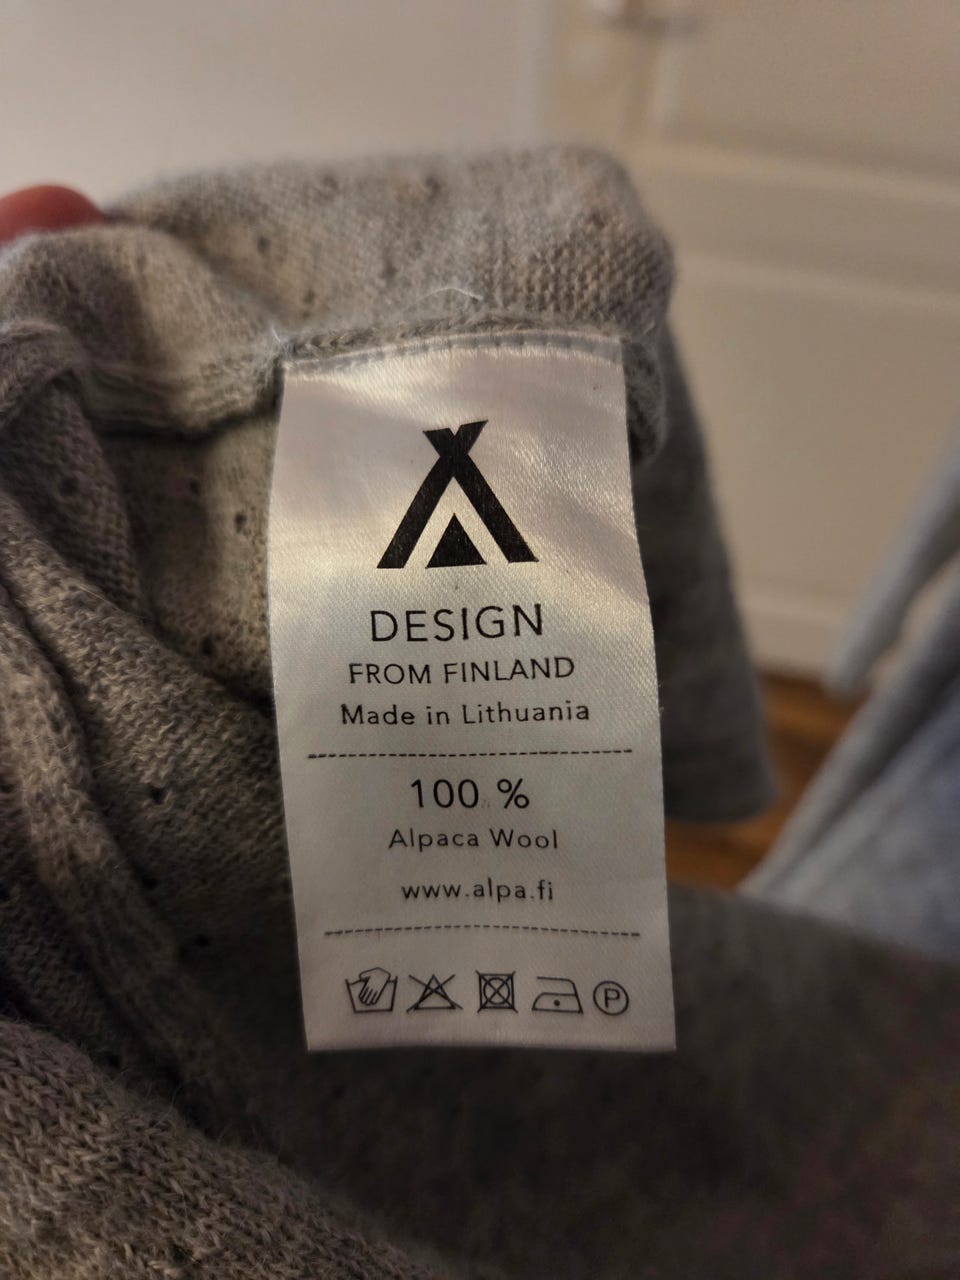 DESIGN
FROM FINLAND
Made in Lithuania
100 %
Alpaca Wool
www.alpa.fi
P